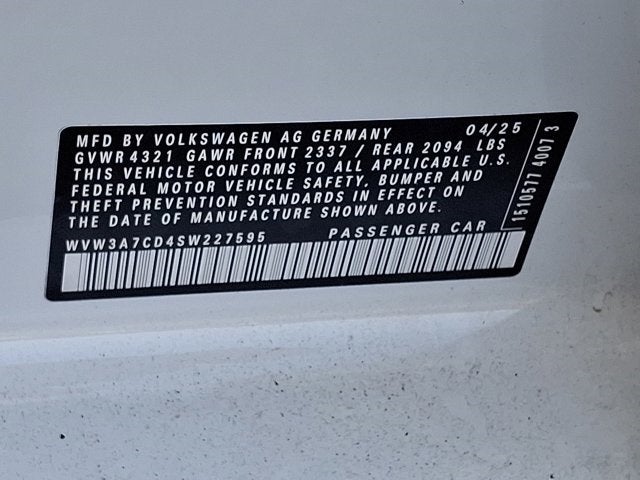 MFD BY VOLKSWAGEN AG GERMANY 04/25
GVWR 4321 GAWR FRONT 2337 / REAR 2094 LBS
THIS VEHICLE CONFORMS TO ALL APPLICABLE U.S.
FEDERAL MOTOR VEHICLE SAFETY, BUMPER AND
THEFT PREVENTION STANDARDS IN EFFECT ON
THE DATE OF MANUFACTURE SHOWN ABOVE.
WVW3A7CD4SW227595 PASSENGER CAR
1510577 4007 3